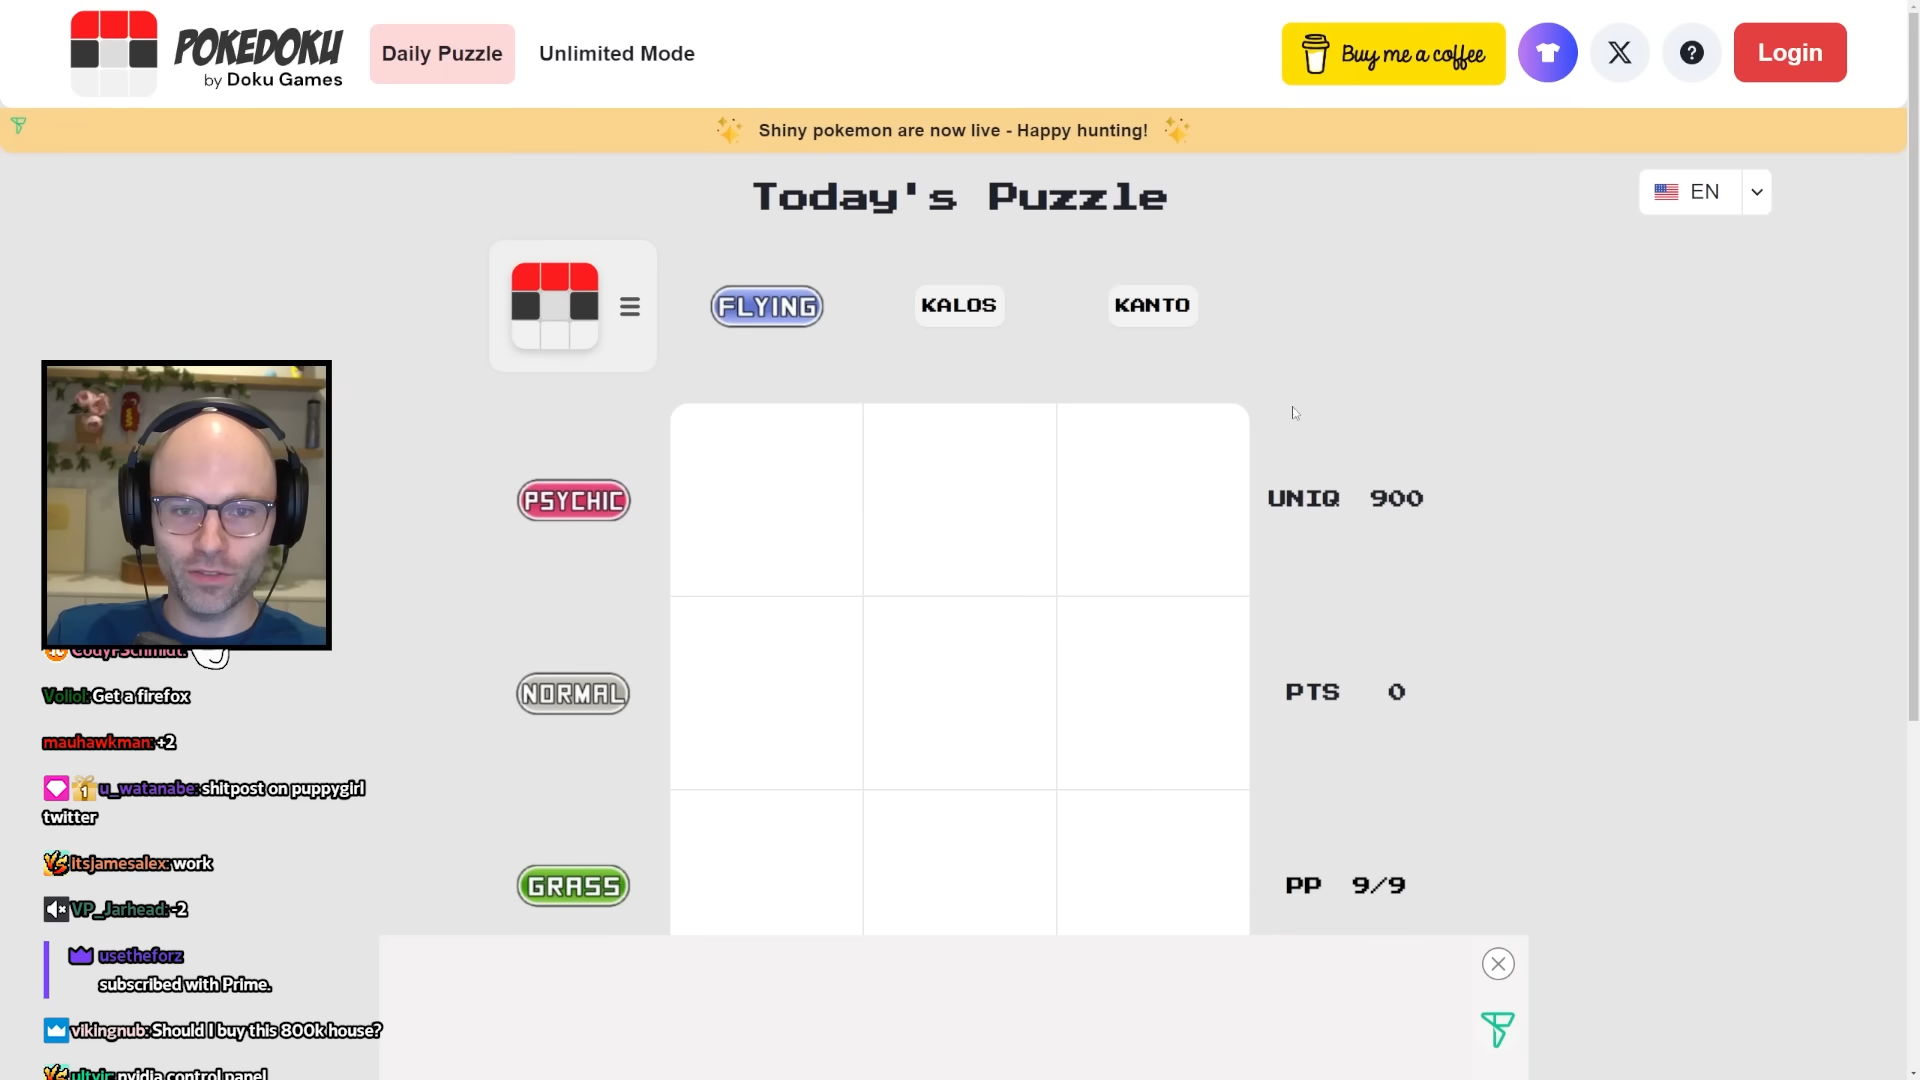 POKEDOKU
by Doku Games
Daily Puzzle
Unlimited Mode
Buy me a coffee
Login
Shiny pokemon are now live - Happy hunting!
Today's Puzzle
EN
FLYING
KALOS
KANTO
PSYCHIC
UNIQ 900
NORMAL
PTS 0
GRASS
PP 9/9
CodyPSchmidt:
Vollol: Get a firefox
mauhawkman: +2
1 u_watanabe: shitpost on puppygirl
twitter
itsjamesalex: work
VP_Jarhead: -2
usetheforz
subscribed with Prime.
vikingnub: Should I buy this 800k house?
nvidia control panel